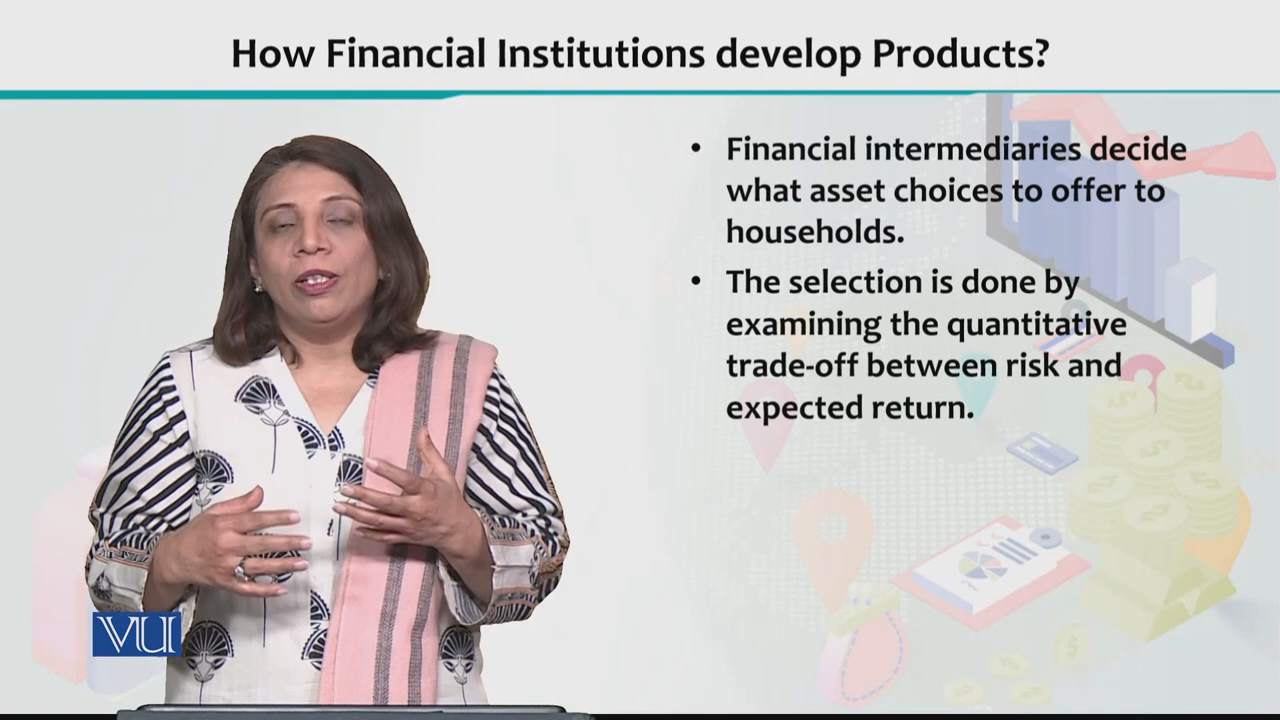 How Financial Institutions develop Products?
• Financial intermediaries decide
what asset choices to offer to
households.
• The selection is done by
examining the quantitative
trade-off between risk and
expected return.
VU